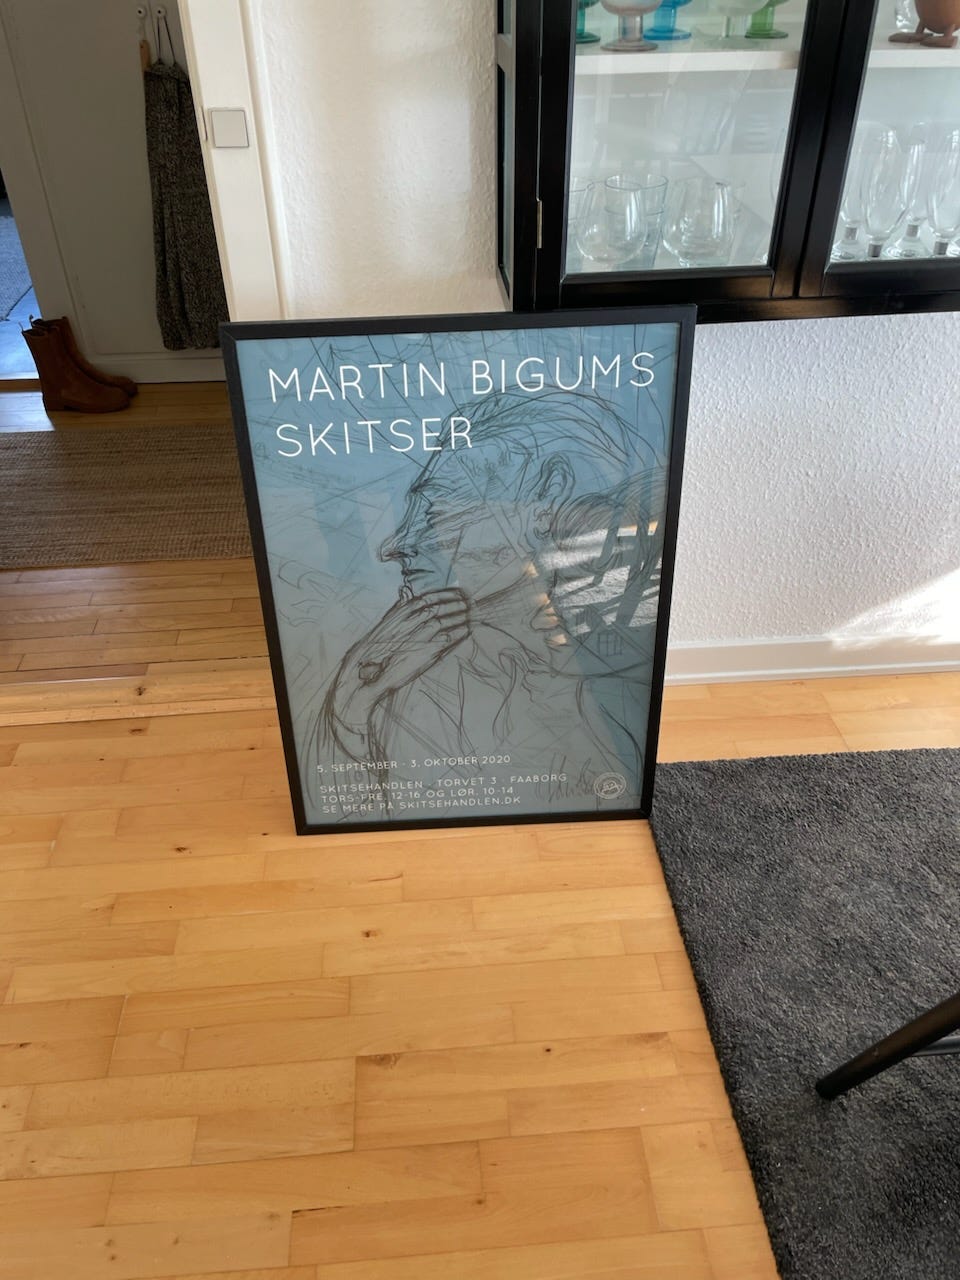 MARTIN BIGUMS
SKITSER
5. SEPTEMBER · 3. OKTOBER 2020
SKITSEHANDLEN · TORVET 3 · FAABORG
TORS-FRE. 12-16 OG LØR. 10-14
SE MERE PÅ SKITSEHANDLEN.DK